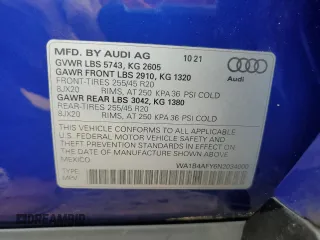 MFD. BY AUDI AG 10 21
GVWR LBS 5743, KG 2605
GAWR FRONT LBS 2910, KG 1320
FRONT-TIRES 255/45 R20
8JX20 RIMS, AT 250 KPA 36 PSI COLD
GAWR REAR LBS 3042, KG 1380
REAR-TIRES 255/45 R20
8JX20 RIMS, AT 250 KPA 36 PSI COLD
Audi
THIS VEHICLE CONFORMS TO ALL APPLICABLE
U.S. FEDERAL MOTOR VEHICLE SAFETY
BUMPER, AND THEFT PREVENTION STANDARDS
IN EFFECT ON THE DATE OF MANUFACTURE
SHOWN ABOVE.
TYPE:
MEXICO